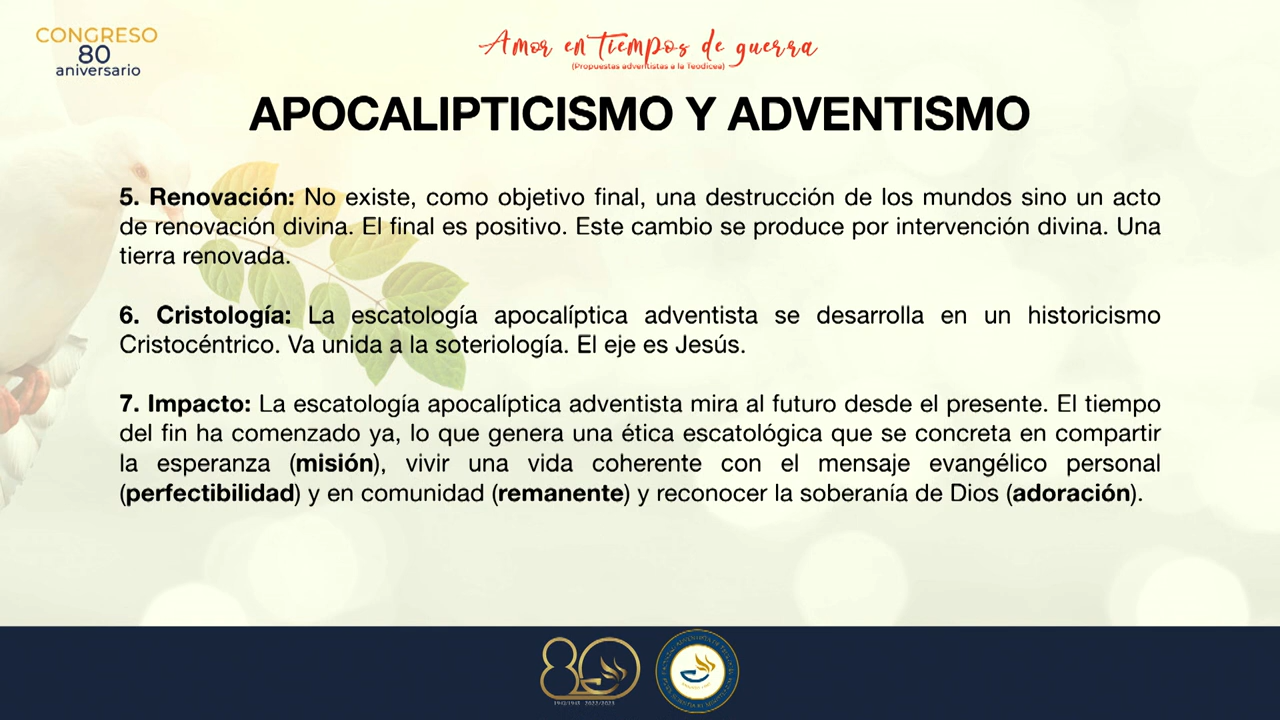 CONGRESO
80
aniversario
Amor en Tiempos de guerra
(Propuestas adventistas a la Teodicea)
APOCALIPTICISMO Y ADVENTISMO
5. Renovación: No existe, como objetivo final, una destrucción de los mundos sino un acto
de renovación divina. El final es positivo. Este cambio se produce por intervención divina. Una
tierra renovada.
6. Cristología: La escatología apocalíptica adventista se desarrolla en un historicismo
Cristocéntrico. Va unida a la soteriología. El eje es Jesús.
7. Impacto: La escatología apocalíptica adventista mira al futuro desde el presente. El tiempo
del fin ha comenzado ya, lo que genera una ética escatológica que se concreta en compartir
la esperanza (misión), vivir una vida coherente con el mensaje evangélico personal
(perfectibilidad) y en comunidad (remanente) y reconocer la soberanía de Dios (adoración).
80